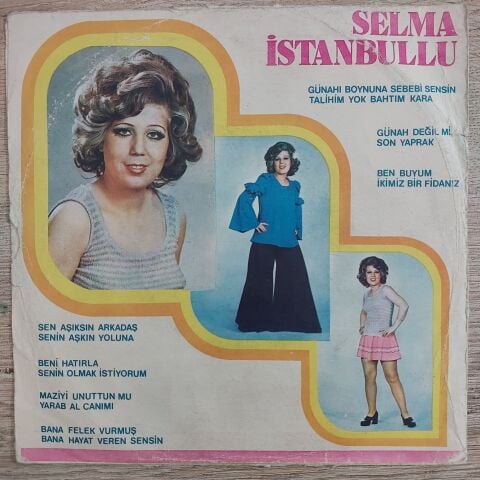 SELMA
İSTANBULLU
GÜNAHI BOYNUNA SEBEBİ SENSİN
TALİHİM YOK BAHTIM KARA
GÜNAH DEĞİL Mİ
SON YAPRAK
BEN BUYUM
İKİMİZ BİR FİDANIZ
SEN AŞIKSIN ARKADAŞ
SENİN AŞKIN YOLUNA
BENİ HATIRLA
SENİN OLMAK İSTİYORUM
MAZİYİ UNUTTUN MU
YARAB AL CANIMI
BANA FELEK VURMUŞ
BANA HAYAT VEREN SENSİN